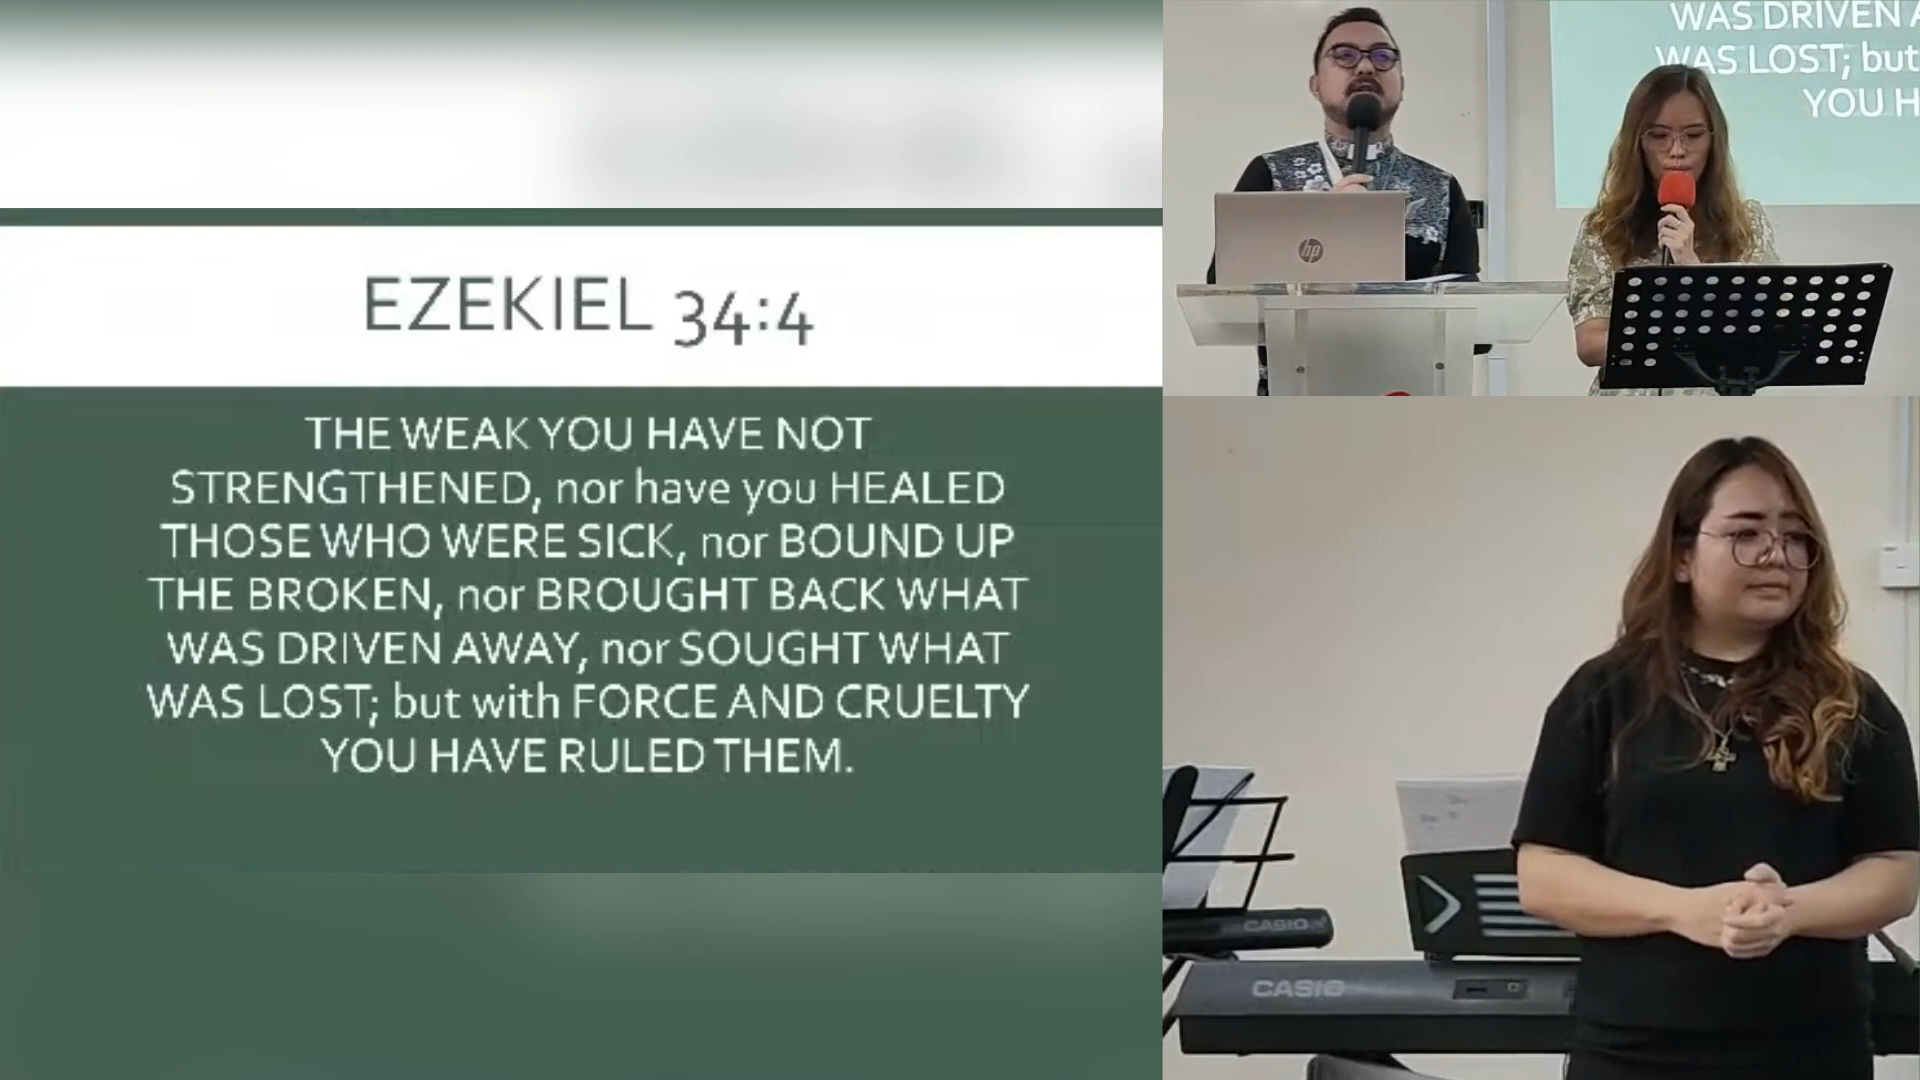 EZEKIEL 34:4
THE WEAK YOU HAVE NOT
STRENGTHENED, nor have you HEALED
THOSE WHO WERE SICK, nor BOUND UP
THE BROKEN, nor BROUGHT BACK WHAT
WAS DRIVEN AWAY, nor SOUGHT WHAT
WAS LOST; but with FORCE AND CRUELTY
YOU HAVE RULED THEM.
WAS DRIVEN A
WAS LOST; but
YOU H
hp
CASIO
CASIO